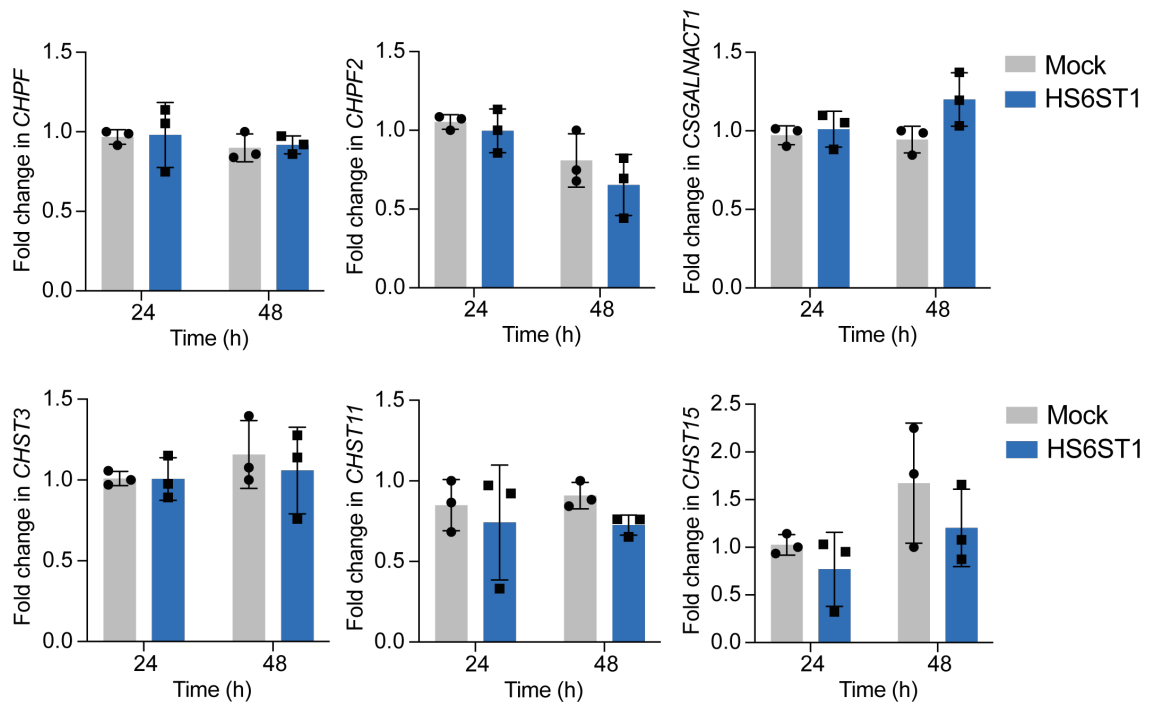 Fold change in CHPF
1.5
1.0
0.5
0.0
24
48
Time (h)
Fold change in CHPF2
1.5
1.0
0.5
0.0
24
48
Time (h)
Fold change in CSGALNACT1
1.5
1.0
0.5
0.0
24
48
Time (h)
Mock
HS6ST1
Fold change in CHST3
1.5
1.0
0.5
0.0
24
48
Time (h)
Fold change in CHST11
1.5
1.0
0.5
0.0
24
48
Time (h)
Fold change in CHST15
2.5
2.0
1.5
1.0
0.5
0.0
24
48
Time (h)
Mock
HS6ST1